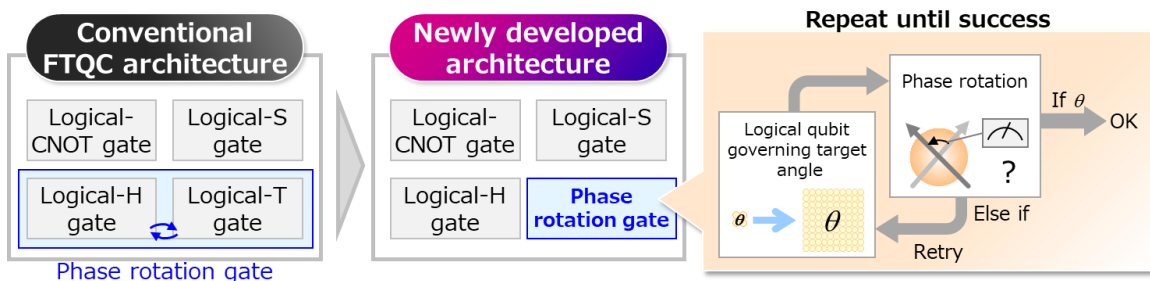 Conventional
FTQC architecture
Logical-
CNOT gate
Logical-S
gate
Logical-H
gate
Logical-T
gate
Phase rotation gate
Newly developed
architecture
Logical-
CNOT gate
Logical-S
gate
Logical-H
gate
Phase
rotation gate
Repeat until success
Logical qubit
governing target
angle
θ
θ
Phase rotation
?
If θ
OK
Else if
Retry